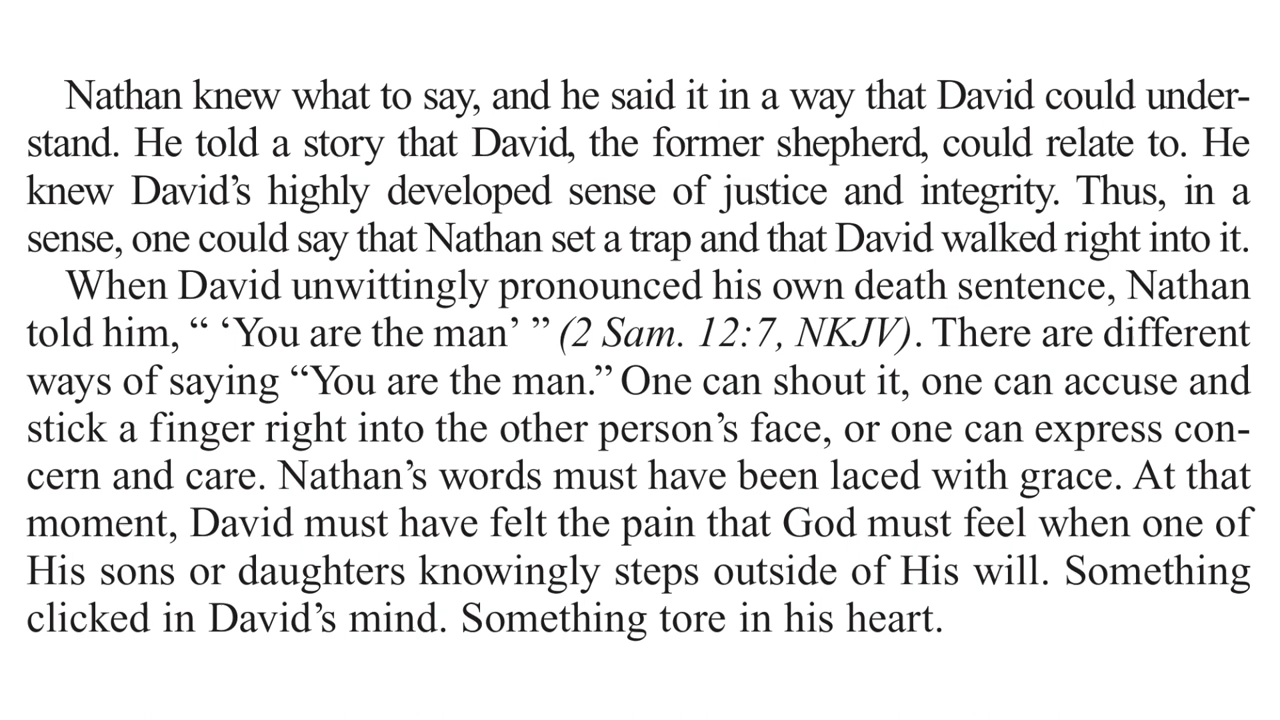 Nathan knew what to say, and he said it in a way that David could under-
stand. He told a story that David, the former shepherd, could relate to. He
knew David’s highly developed sense of justice and integrity. Thus, in a
sense, one could say that Nathan set a trap and that David walked right into it.
When David unwittingly pronounced his own death sentence, Nathan
told him, “ ‘You are the man’ ” (2 Sam. 12:7, NKJV). There are different
ways of saying “You are the man.” One can shout it, one can accuse and
stick a finger right into the other person’s face, or one can express con-
cern and care. Nathan’s words must have been laced with grace. At that
moment, David must have felt the pain that God must feel when one of
His sons or daughters knowingly steps outside of His will. Something
clicked in David’s mind. Something tore in his heart.